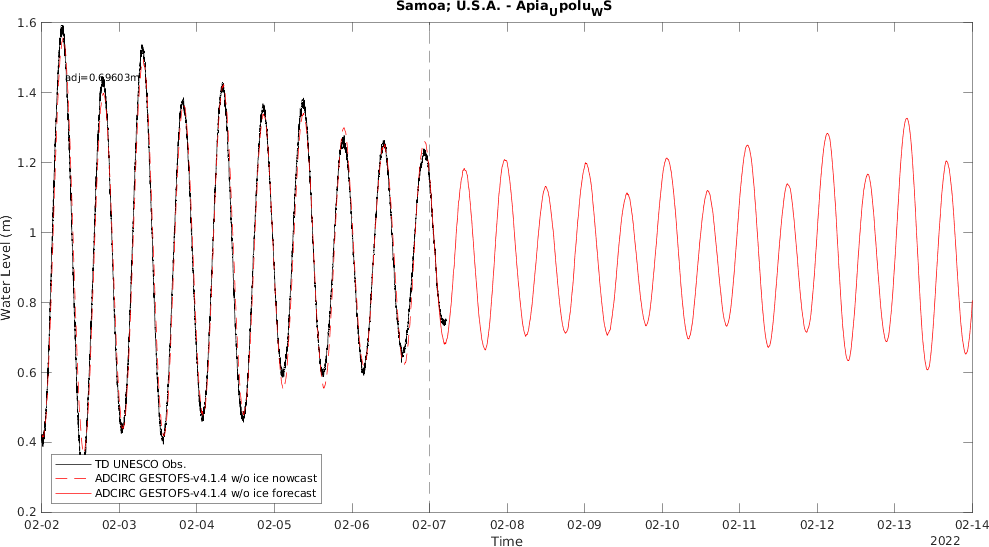 Samoa; U.S.A. - Apia_Upolu_WS
adj=0.69603m
Water Level (m)
1.6
1.4
1.2
1
0.8
0.6
0.4
0.2
TD UNESCO Obs.
ADCIRC GESTOFS-v4.1.4 w/o ice nowcast
ADCIRC GESTOFS-v4.1.4 w/o ice forecast
02-02 02-03 02-04 02-05 02-06 02-07 02-08 02-09 02-10 02-11 02-12 02-13 02-14
Time
2022